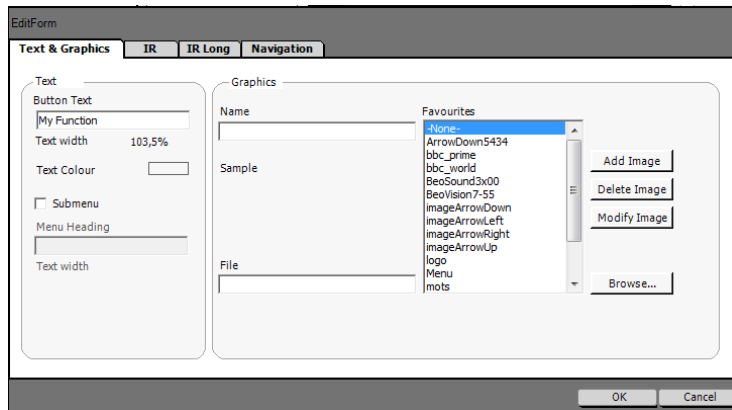 EditForm
Text & Graphics IR IR Long Navigation
Text
Button Text
My Function
Text width 103,5%
Text Colour
Submenu
Menu Heading
Text width
Graphics
Name
Sample
File
Favourites
-None-
ArrowDown5434
bbc_prime
bbc_world
BeoSound3x00
BeoVision7-55
imageArrowDown
imageArrowLeft
imageArrowRight
imageArrowUp
logo
Menu
mots
Add Image
Delete Image
Modify Image
Browse...
OK Cancel